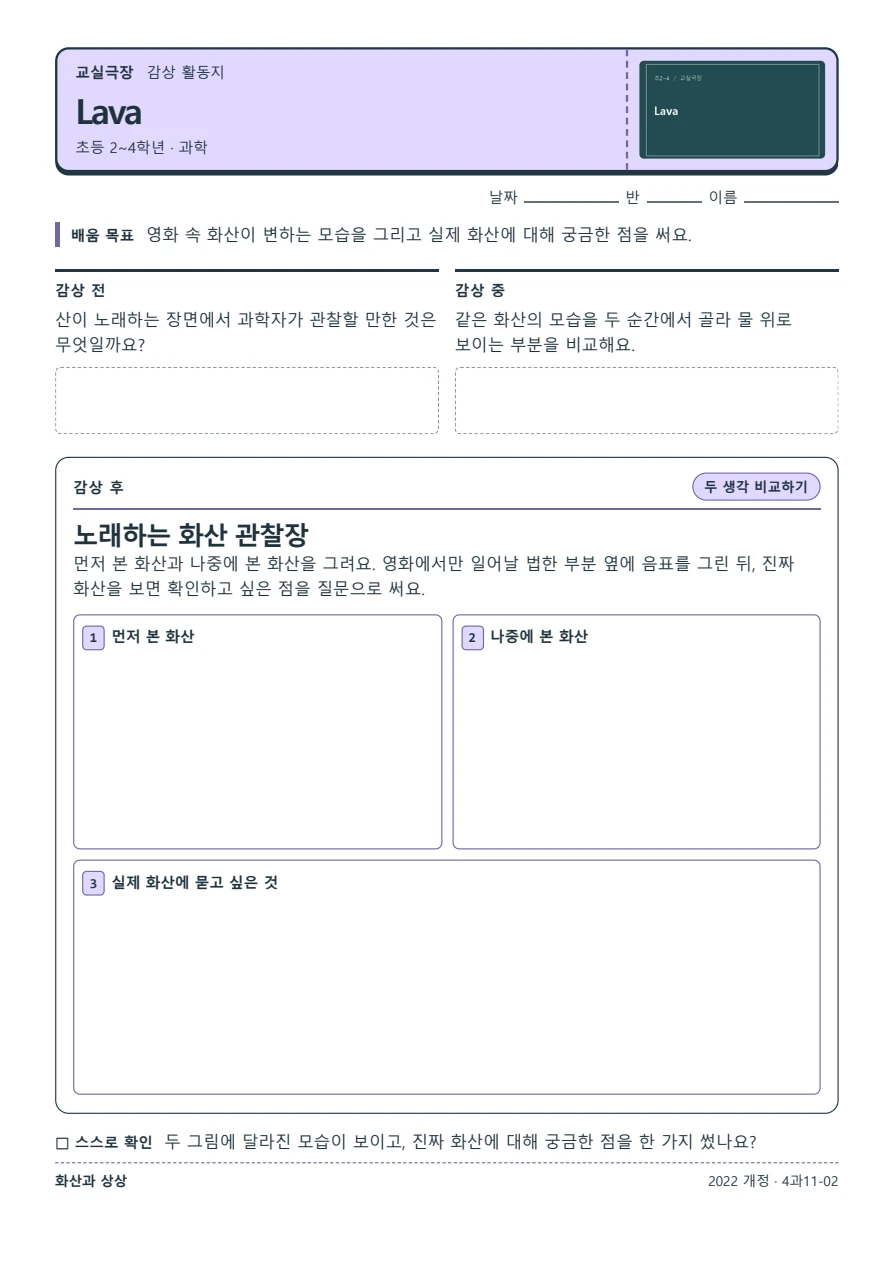 교실극장 감상 활동지
Lava
초등 2~4학년 · 과학
초2-4 / 교실극장
Lava
날짜 반 이름
배움 목표 영화 속 화산이 변하는 모습을 그리고 실제 화산에 대해 궁금한 점을 써요.
감상 전
산이 노래하는 장면에서 과학자가 관찰할 만한 것은
무엇일까요?
감상 중
같은 화산의 모습을 두 순간에서 골라 물 위로
보이는 부분을 비교해요.
감상 후
두 생각 비교하기
노래하는 화산 관찰장
먼저 본 화산과 나중에 본 화산을 그려요. 영화에서만 일어날 법한 부분 옆에 음표를 그린 뒤, 진짜
화산을 보면 확인하고 싶은 점을 질문으로 써요.
1 먼저 본 화산
2 나중에 본 화산
3 실제 화산에 묻고 싶은 것
스스로 확인 두 그림에 달라진 모습이 보이고, 진짜 화산에 대해 궁금한 점을 한 가지 썼나요?
화산과 상상
2022 개정 · 4과11-02